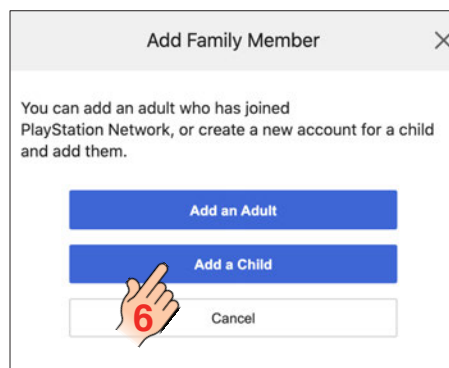 Add Family Member
You can add an adult who has joined
PlayStation Network, or create a new account for a child
and add them.
Add an Adult
Add a Child
6
Cancel